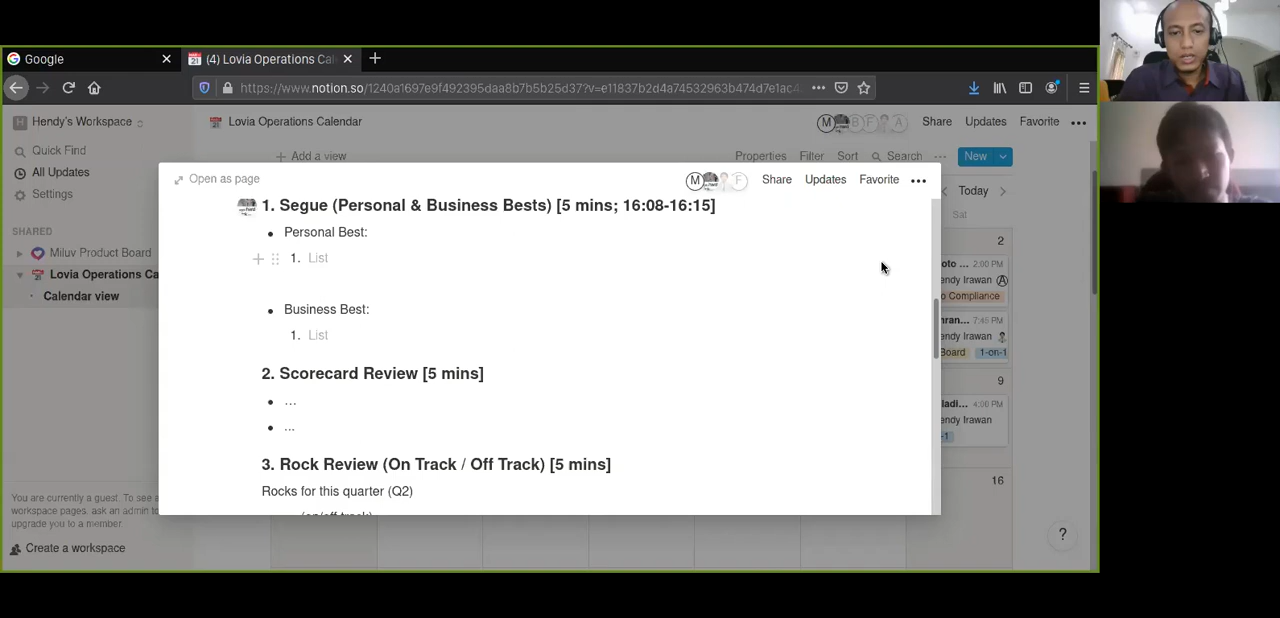 Google
(4) Lovia Operations Cal
https://www.notion.so/1240a1697e9f492395daa8b7b5b25d37?v=e11837b2d4a74532963b474d7e1ac4
Hendy's Workspace
Lovia Operations Calendar
M
B
F
A
Share
Updates
Favorite
Quick Find
All Updates
Settings
Add a view
Properties
Filter
Sort
Search
New
Open as page
M
F
Share
Updates
Favorite
Today
Sat
SHARED
Miluv Product Board
Lovia Operations Ca
Calendar view
1. Segue (Personal & Business Bests) [5 mins; 16:08-16:15]
• Personal Best:
1. List
• Business Best:
1. List
2. Scorecard Review [5 mins]
• …
• ...
3. Rock Review (On Track / Off Track) [5 mins]
Rocks for this quarter (Q2)
(on/off track)
2
2:00 PM
endy Irawan
o Compliance
7:45 PM
endy Irawan
Board
1-on-1
9
4:00 PM
endy Irawan
-1
16
You are currently a guest. To see a
workspace pages, ask an admin to
upgrade you to a member.
Create a workspace
?